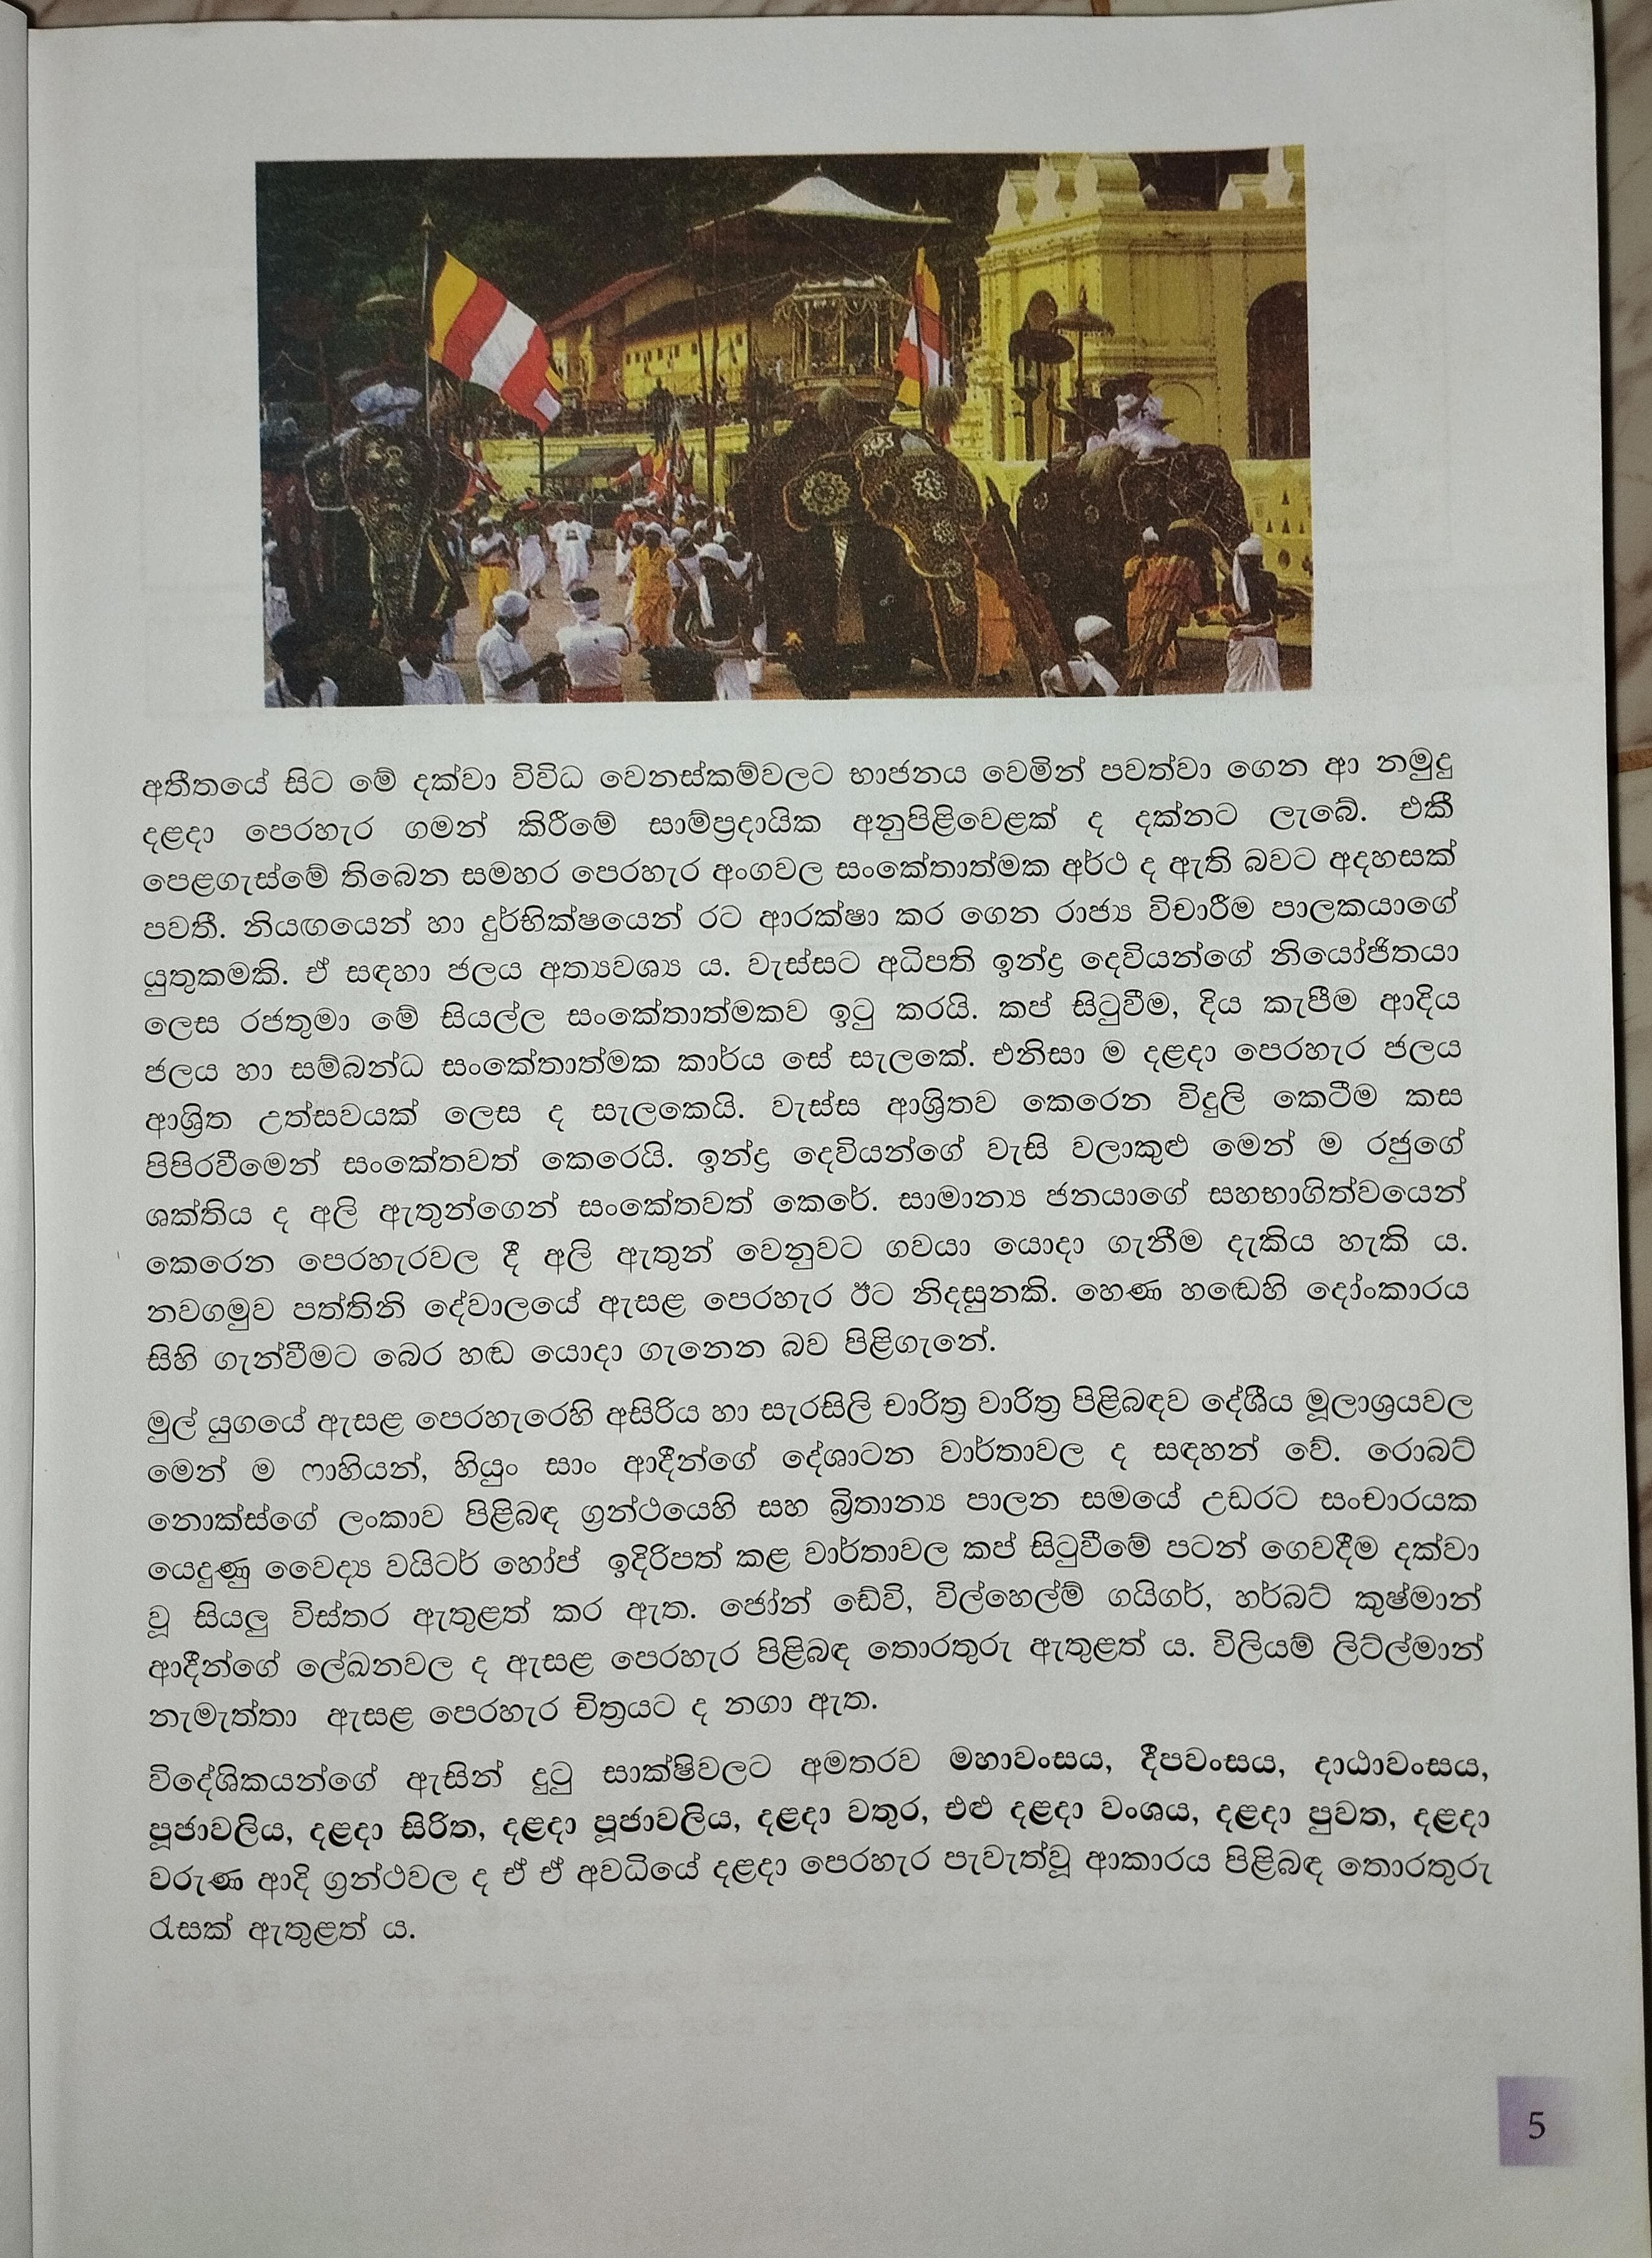 අතීතයේ සිට මේ දක්වා විවිධ වෙනස්කම්වලට භාජනය වෙමින් පවත්වා ගෙන ආ නමුදු
දළදා පෙරහැර ගමන් කිරීමේ සාම්ප්‍රදායික අනුපිළිවෙළක් ද දක්නට ලැබේ. එකී
පෙළගැස්මේ තිබෙන සමහර පෙරහැර අංගවල සංකේතාත්මක අර්ථ ද ඇති බවට අදහසක්
පවතී. නියඟයෙන් හා දුර්භික්ෂයෙන් රට ආරක්ෂා කර ගෙන රාජ්‍ය විචාරීම පාලකයාගේ
යුතුකමකි. ඒ සඳහා ජලය අත්‍යවශ්‍ය ය. වැස්සට අධිපති ඉන්ද්‍ර දෙවියන්ගේ නියෝජිතයා
ලෙස රජතුමා මේ සියල්ල සංකේතාත්මකව ඉටු කරයි. කප් සිටුවීම, දිය කැපීම ආදිය
ජලය හා සම්බන්ධ සංකේතාත්මක කාර්ය සේ සැලකේ. එනිසා ම දළදා පෙරහැර ජලය
ආශ්‍රිත උත්සවයක් ලෙස ද සැලකෙයි. වැස්ස ආශ්‍රිතව කෙරෙන විදුලි කෙටීම කස
පිපිරවීමෙන් සංකේතවත් කෙරෙයි. ඉන්ද්‍ර දෙවියන්ගේ වැසි වලාකුළු මෙන් ම රජුගේ
ශක්තිය ද අලි ඇතුන්ගෙන් සංකේතවත් කෙරේ. සාමාන්‍ය ජනයාගේ සහභාගිත්වයෙන්
කෙරෙන පෙරහැරවල දී අලි ඇතුන් වෙනුවට ගවයා යොදා ගැනීම දැකිය හැකි ය.
නවගමුව පත්තිනි දේවාලයේ ඇසළ පෙරහැර ඊට නිදසුනකි. හෙණ හඬෙහි දෝංකාරය
සිහි ගැන්වීමට බෙර හඬ යොදා ගැනෙන බව පිළිගැනේ.
මුල් යුගයේ ඇසළ පෙරහැරෙහි අසිරිය හා සැරසිලි චාරිත්‍ර වාරිත්‍ර පිළිබඳව දේශීය මූලාශ්‍රයවල
මෙන් ම ෆාහියන්, හියුං සාං ආදීන්ගේ දේශාටන වාර්තාවල ද සඳහන් වේ. රොබට්
නොක්ස්ගේ ලංකාව පිළිබඳ ග්‍රන්ථයෙහි සහ බ්‍රිතාන්‍ය පාලන සමයේ උඩරට සංචාරයක
යෙදුණු වෛද්‍ය වයිටර් හෝප් ඉදිරිපත් කළ වාර්තාවල කප් සිටුවීමේ පටන් ගෙවදීම දක්වා
වූ සියලු විස්තර ඇතුළත් කර ඇත. ජෝන් ඩේවි, විල්හෙල්ම් ගයිගර්, හර්බට් කුෂ්මාන්
ආදීන්ගේ ලේඛනවල ද ඇසළ පෙරහැර පිළිබඳ තොරතුරු ඇතුළත් ය. විලියම් ලිට්ල්මාන්
නැමැත්තා ඇසළ පෙරහැර චිත්‍රයට ද නගා ඇත.
විදේශිකයන්ගේ ඇසින් දුටු සාක්ෂිවලට අමතරව මහාවංසය, දීපවංසය, දාඨාවංසය,
පූජාවලිය, දළදා සිරිත, දළදා පූජාවලිය, දළදා වතුර, එළු දළදා වංශය, දළදා පුවත, දළදා
වරුණ ආදි ග්‍රන්ථවල ද ඒ ඒ අවධියේ දළදා පෙරහැර පැවැත්වූ ආකාරය පිළිබඳ තොරතුරු
රැසක් ඇතුළත් ය.
5